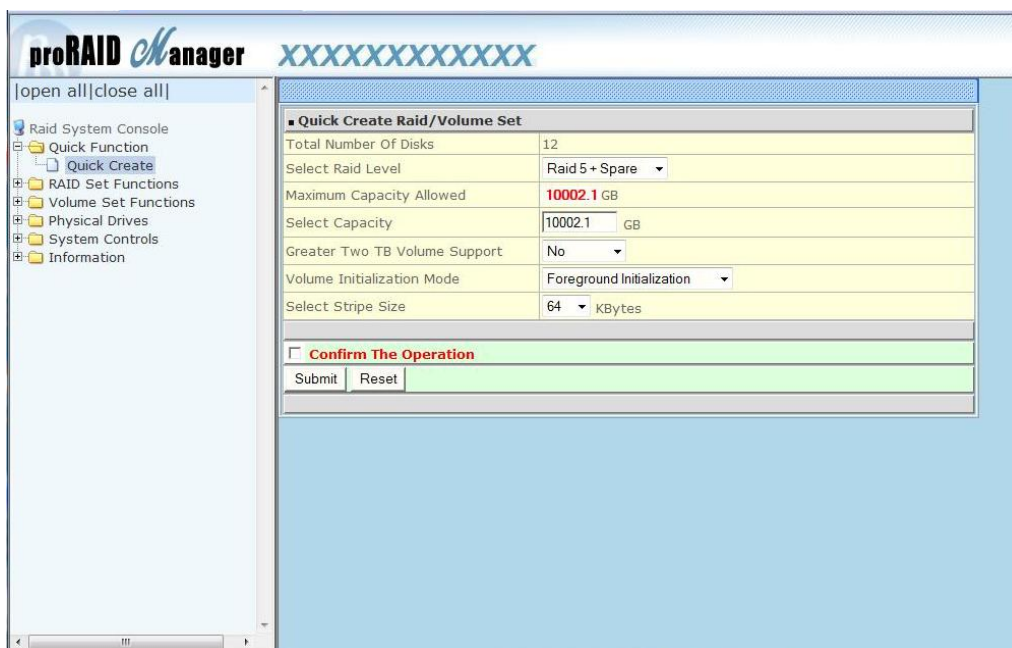 proRAID Manager XXXXXXXXXXXX
|open all|close all|
Raid System Console
Quick Function
Quick Create
RAID Set Functions
Volume Set Functions
Physical Drives
System Controls
Information
Quick Create Raid/Volume Set
Total Number Of Disks 12
Select Raid Level Raid 5 + Spare
Maximum Capacity Allowed 10002.1 GB
Select Capacity 10002.1 GB
Greater Two TB Volume Support No
Volume Initialization Mode Foreground Initialization
Select Stripe Size 64 KBytes
Confirm The Operation
Submit Reset